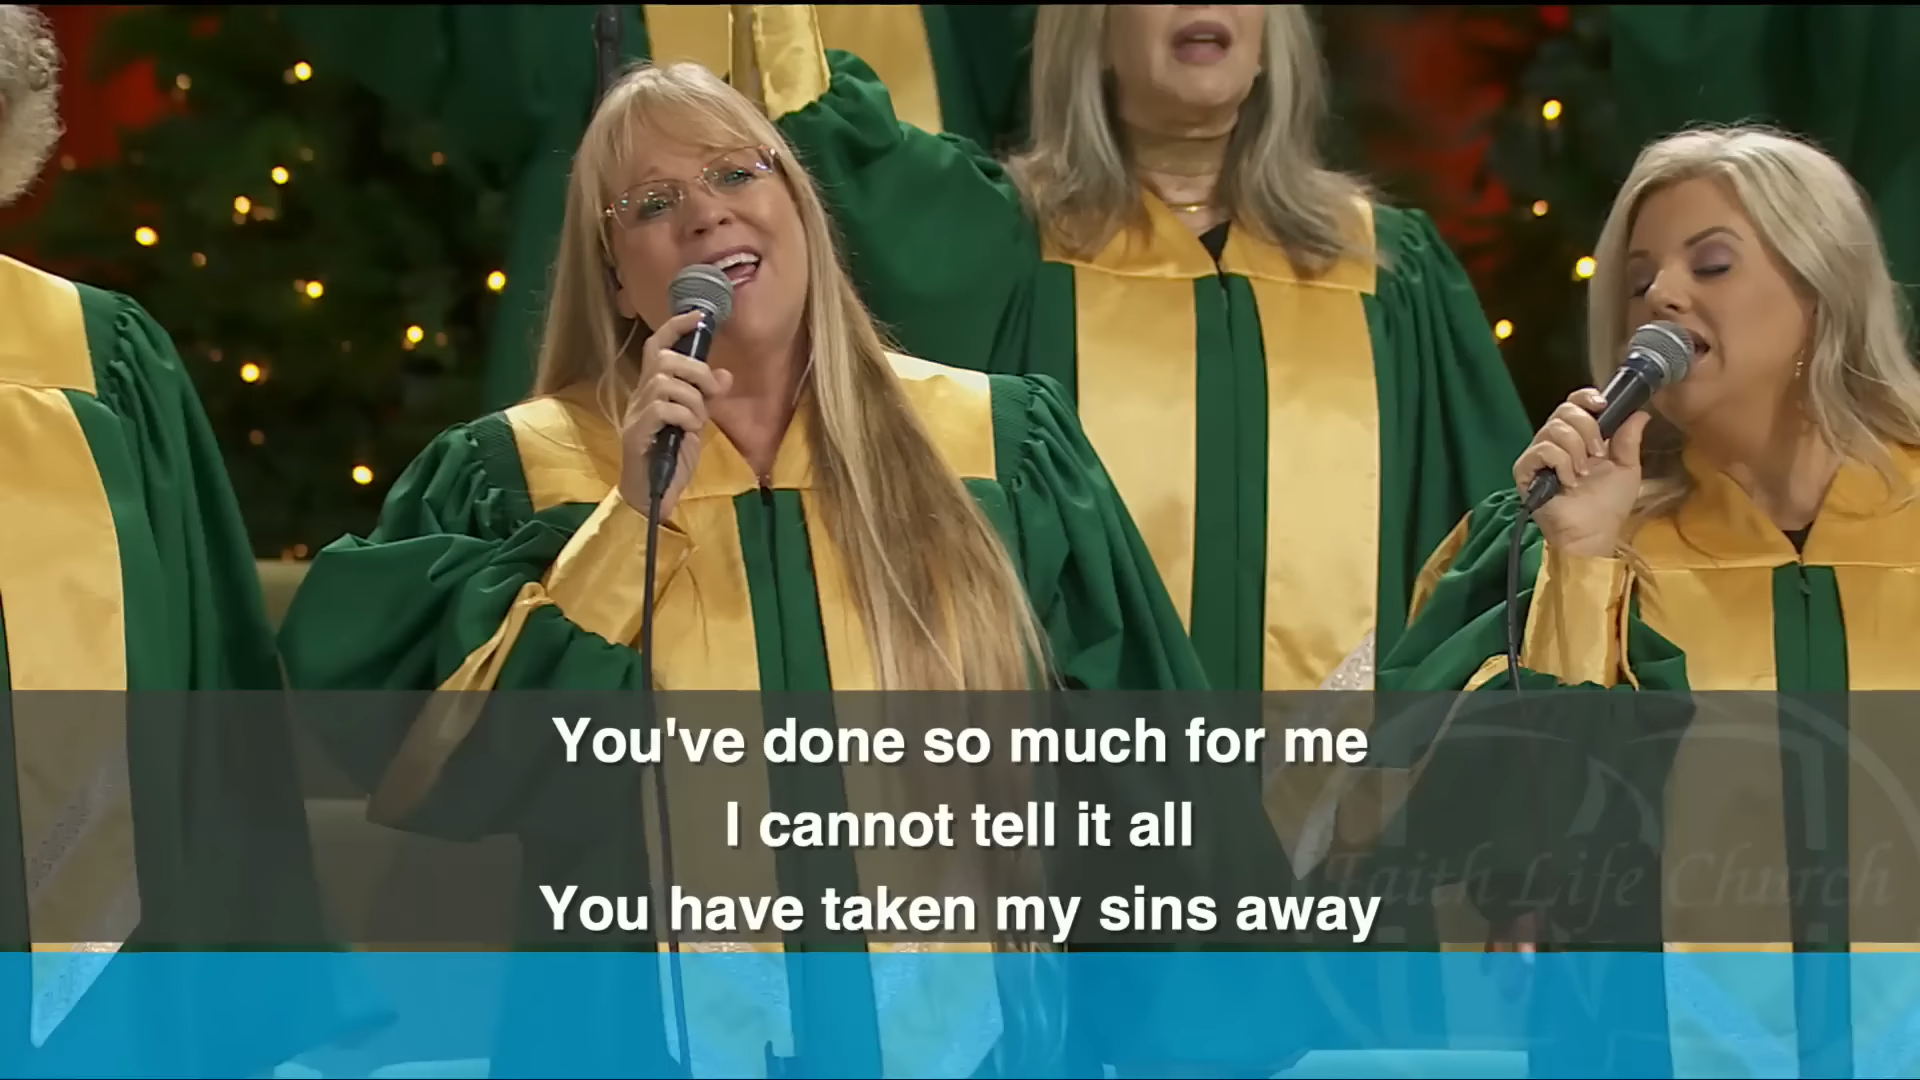 You've done so much for me
I cannot tell it all
You have taken my sins away
Faith Life Church